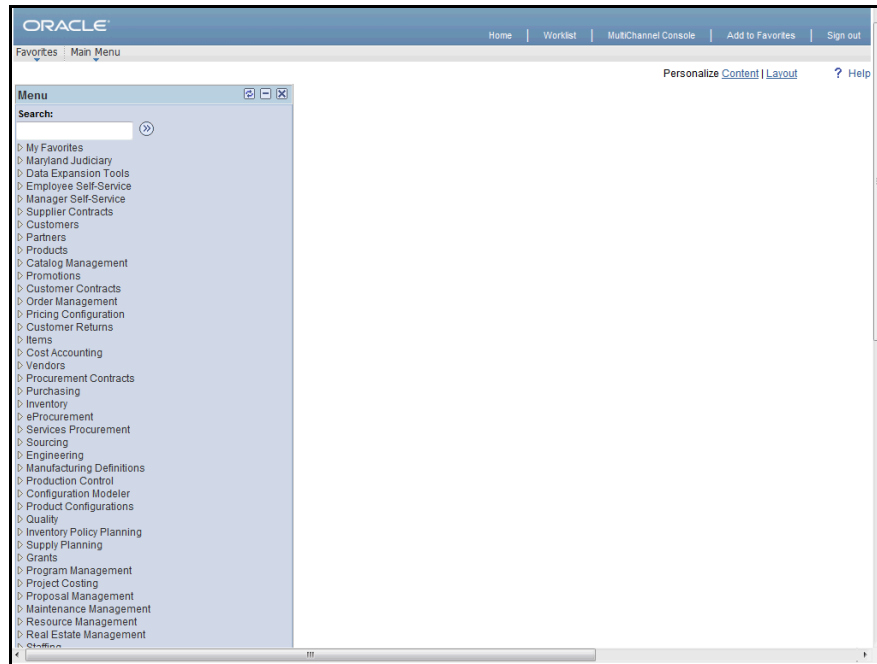 ORACLE
Home | Worklist | MultiChannel Console | Add to Favorites | Sign out
Favorites Main Menu
Personalize Content | Layout ? Help
Menu
Search:
My Favorites
Maryland Judiciary
Data Expansion Tools
Employee Self-Service
Manager Self-Service
Supplier Contracts
Customers
Partners
Products
Catalog Management
Promotions
Customer Contracts
Order Management
Pricing Configuration
Customer Returns
Items
Cost Accounting
Vendors
Procurement Contracts
Purchasing
Inventory
eProcurement
Services Procurement
Sourcing
Engineering
Manufacturing Definitions
Production Control
Configuration Modeler
Product Configurations
Quality
Inventory Policy Planning
Supply Planning
Grants
Program Management
Project Costing
Proposal Management
Maintenance Management
Resource Management
Real Estate Management
Staffing